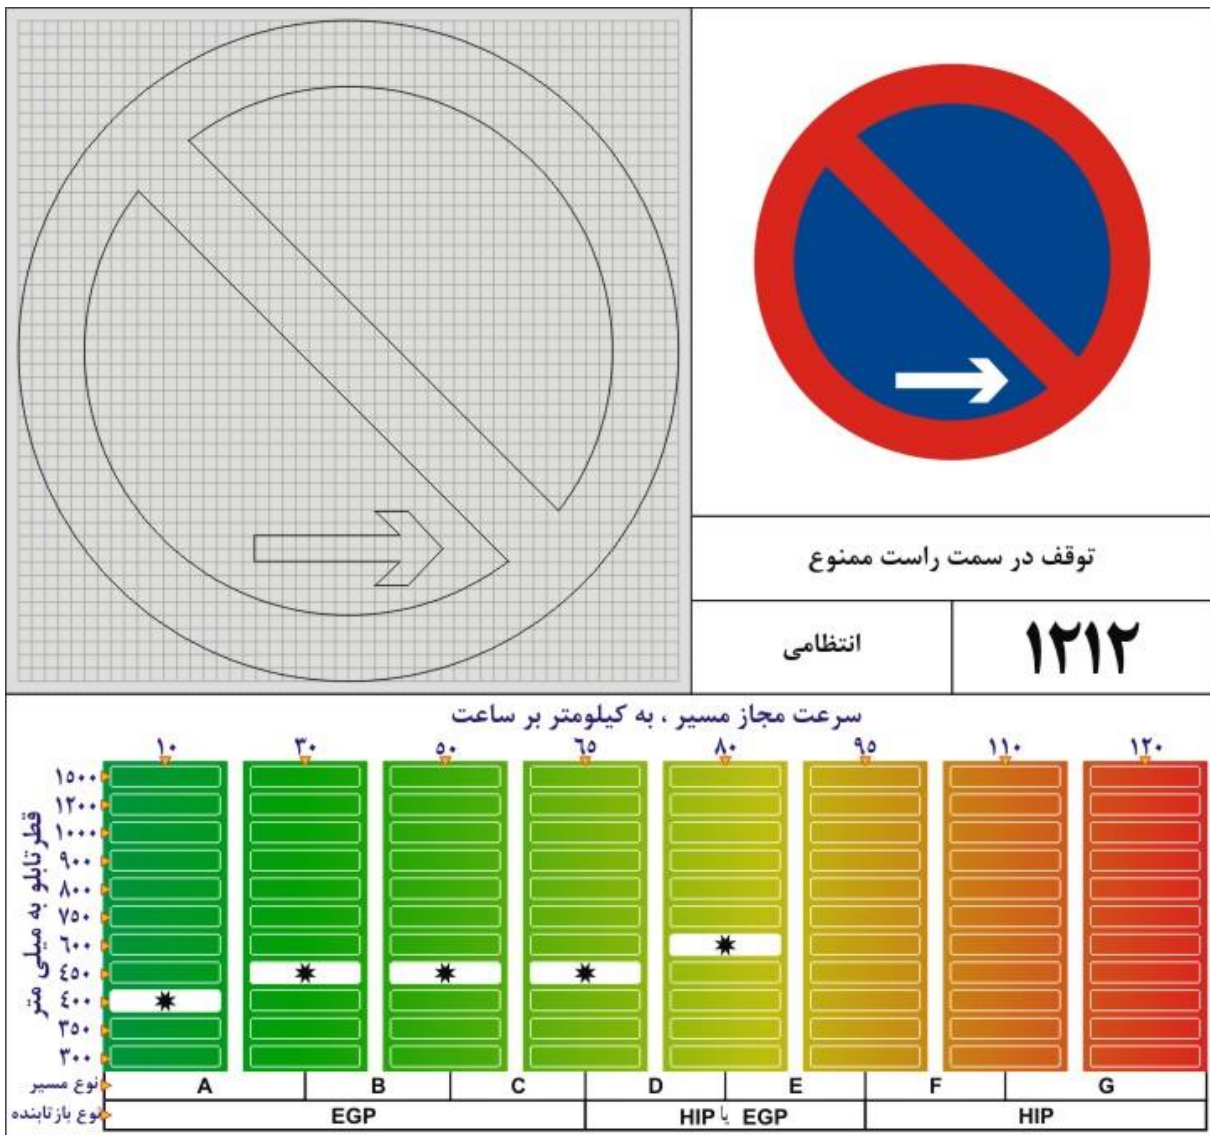 توقف در سمت راست ممنوع
انتظامی
۱۲۱۲
سرعت مجاز مسیر ، به کیلومتر بر ساعت
۱۰ ۳۰ ۵۰ ۶۵ ۸۰ ۹۵ ۱۱۰ ۱۲۰
قطر تابلو به میلی متر
۱۵۰۰
۱۲۰۰
۱۰۰۰
۹۰۰
۸۰۰
۷۵۰
۶۰۰
۴۵۰
۴۰۰
۳۵۰
۳۰۰
نوع مسیر A B C D E F G
نوع بازتابنده EGP HIP یا EGP HIP